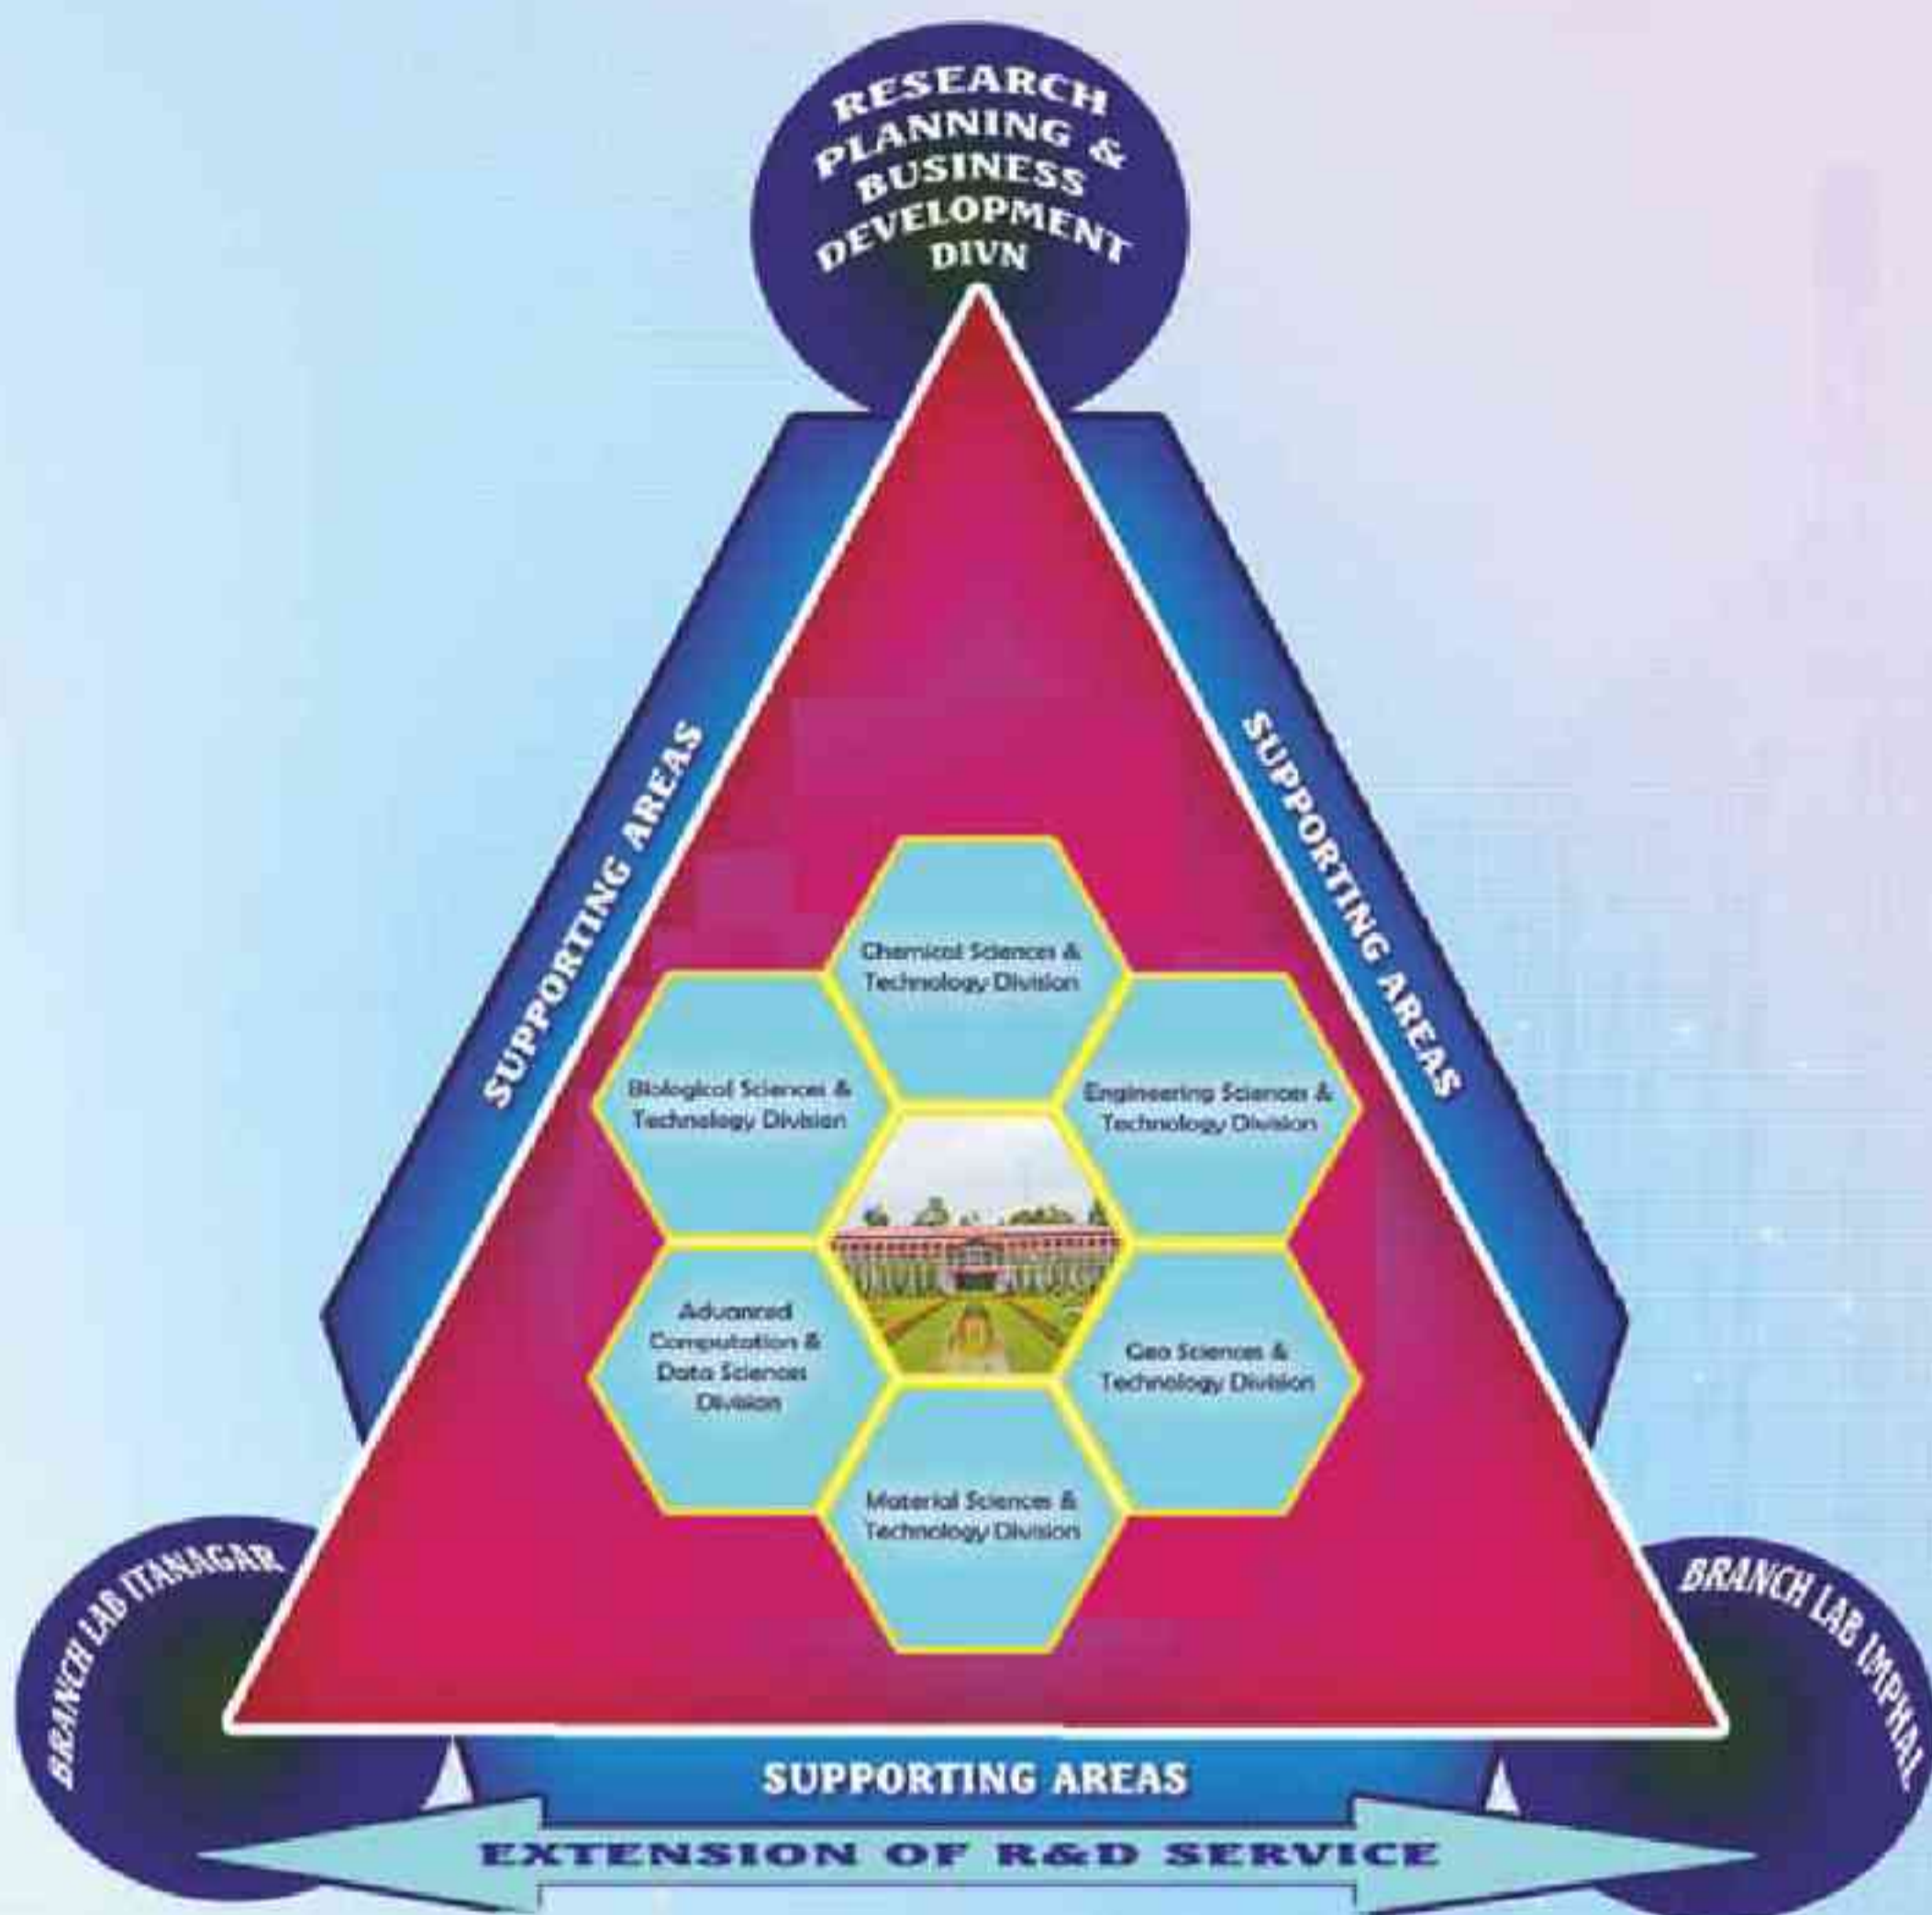 RESEARCH
PLANNING &
BUSINESS
DEVELOPMENT
DIVN
SUPPORTING AREAS
SUPPORTING AREAS
Chemical Sciences &
Technology Division
Biological Sciences &
Technology Division
Engineering Sciences &
Technology Division
Advanced
Computation &
Data Sciences
Division
Geo Sciences &
Technology Division
Material Sciences &
Technology Division
BRANCH LAB ITANAGAR
BRANCH LAB IMPHAL
SUPPORTING AREAS
EXTENSION OF R&D SERVICE